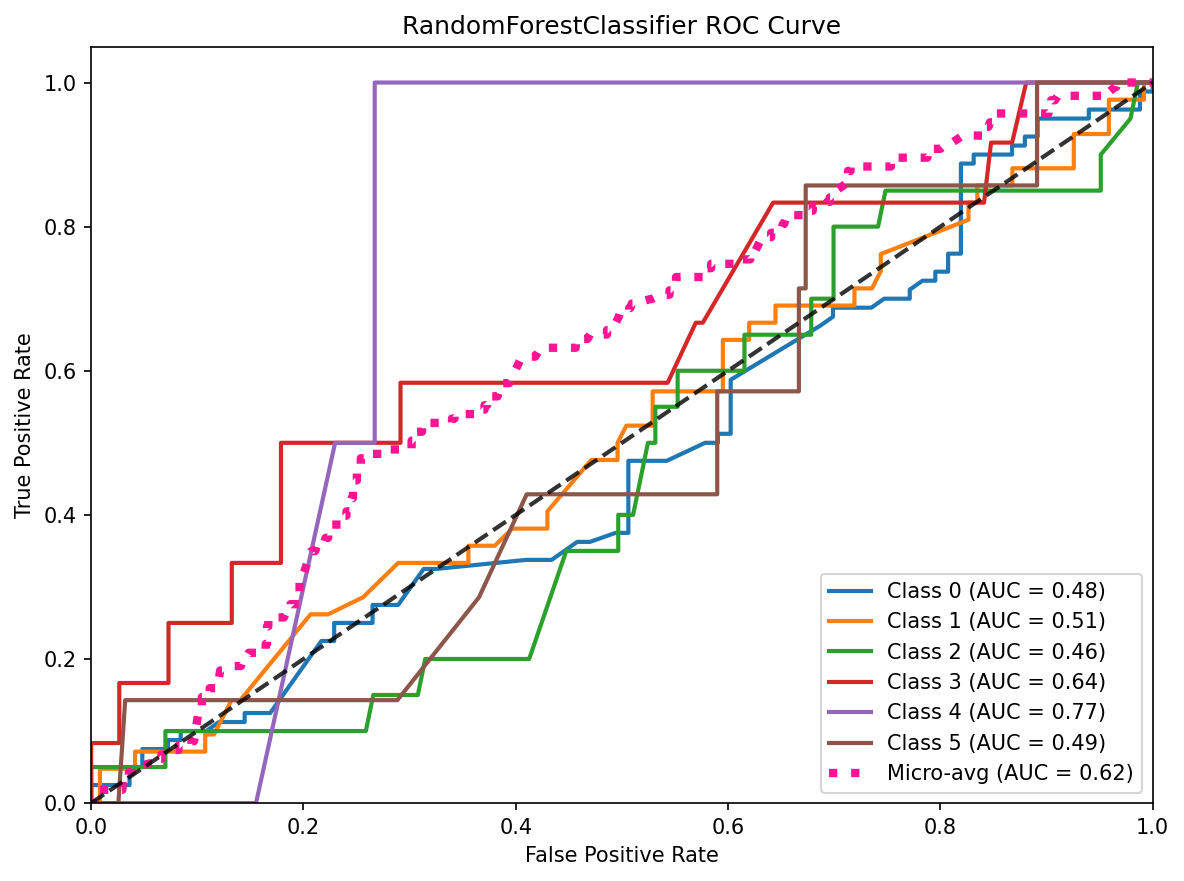 RandomForestClassifier ROC Curve
True Positive Rate
1.0
0.8
0.6
0.4
0.2
0.0
0.0 0.2 0.4 0.6 0.8 1.0
False Positive Rate
Class 0 (AUC = 0.48)
Class 1 (AUC = 0.51)
Class 2 (AUC = 0.46)
Class 3 (AUC = 0.64)
Class 4 (AUC = 0.77)
Class 5 (AUC = 0.49)
Micro-avg (AUC = 0.62)